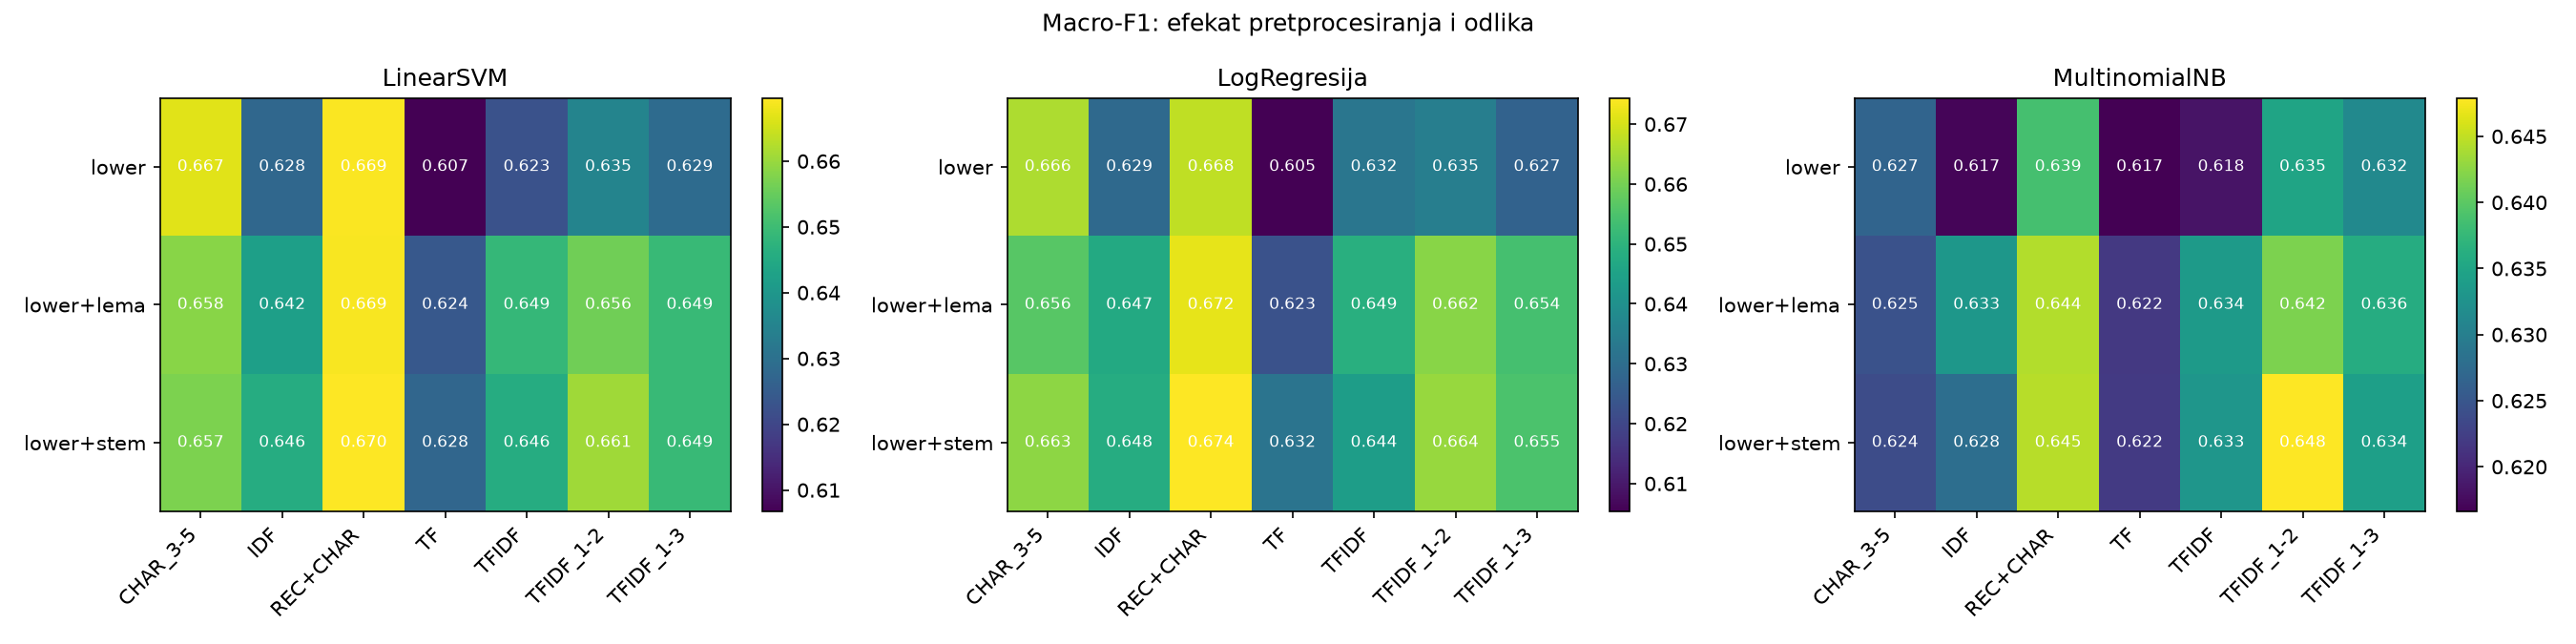 Macro-F1: efekat pretprocesiranja i odlika
LinearSVM
lower 0.667 0.628 0.669 0.607 0.623 0.635 0.629
lower+lema 0.658 0.642 0.669 0.624 0.649 0.656 0.649
lower+stem 0.657 0.646 0.670 0.628 0.646 0.661 0.649
CHAR_3-5 IDF REC+CHAR TF TFIDF TFIDF_1-2 TFIDF_1-3
0.66
0.65
0.64
0.63
0.62
0.61
LogRegresija
lower 0.666 0.629 0.668 0.605 0.632 0.635 0.627
lower+lema 0.656 0.647 0.672 0.623 0.649 0.662 0.654
lower+stem 0.663 0.648 0.674 0.632 0.644 0.664 0.655
CHAR_3-5 IDF REC+CHAR TF TFIDF TFIDF_1-2 TFIDF_1-3
0.67
0.66
0.65
0.64
0.63
0.62
0.61
MultinomialNB
lower 0.627 0.617 0.639 0.617 0.618 0.635 0.632
lower+lema 0.625 0.633 0.644 0.622 0.634 0.642 0.636
lower+stem 0.624 0.628 0.645 0.622 0.633 0.648 0.634
CHAR_3-5 IDF REC+CHAR TF TFIDF TFIDF_1-2 TFIDF_1-3
0.645
0.640
0.635
0.630
0.625
0.620